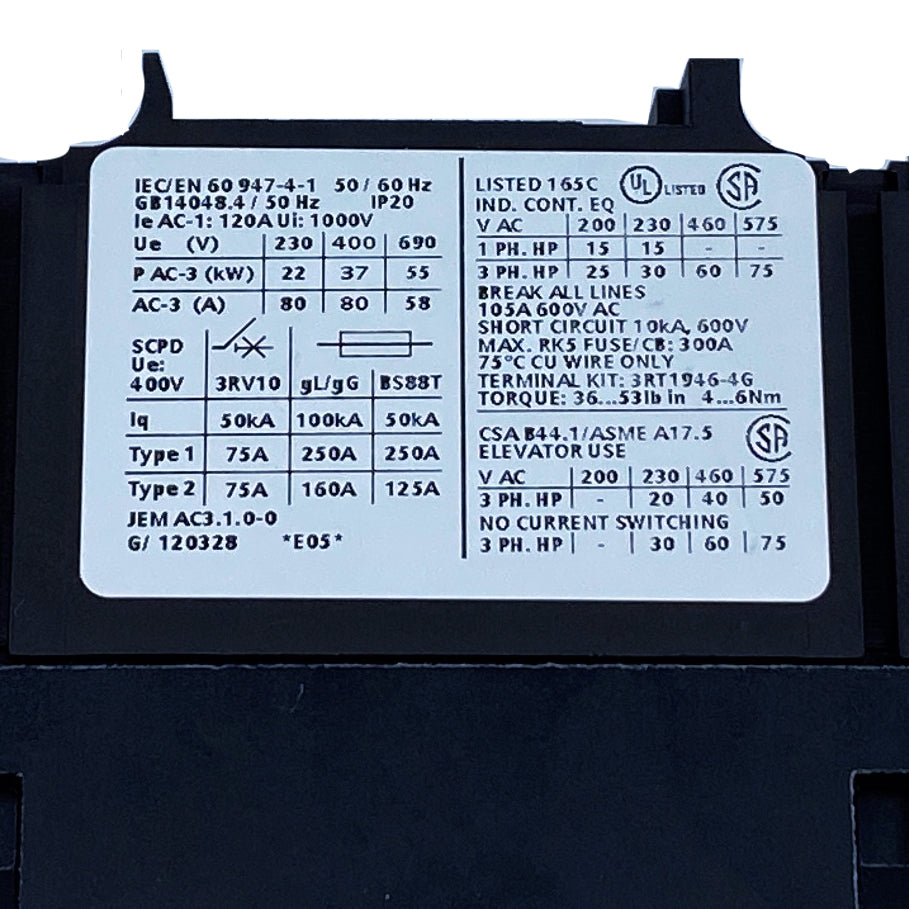 IEC/EN 60 947-4-1 50 / 60 Hz
GB14048.4 / 50 Hz IP20
Ie AC-1: 120A Ui: 1000V
Ue (V) 230 400 690
P AC-3 (kW) 22 37 55
AC-3 (A) 80 80 58
SCPD
Ue:
400V 3RV10 gL/gG BS88T
Iq 50kA 100kA 50kA
Type 1 75A 250A 250A
Type 2 75A 160A 125A
JEM AC3.1.0-0
G/ 120328 *E05*
LISTED 165C UL LISTED SA
IND. CONT. EQ
V AC 200 230 460 575
1 PH. HP 15 15 - -
3 PH. HP 25 30 60 75
BREAK ALL LINES
105A 600V AC
SHORT CIRCUIT 10kA, 600V
MAX. RK5 FUSE/CB: 300A
75°C CU WIRE ONLY
TERMINAL KIT: 3RT1946-4G
TORQUE: 36...53lb in 4...6Nm
CSA B44.1/ASME A17.5 SA
ELEVATOR USE
V AC 200 230 460 575
3 PH. HP - 20 40 50
NO CURRENT SWITCHING
3 PH. HP - 30 60 75